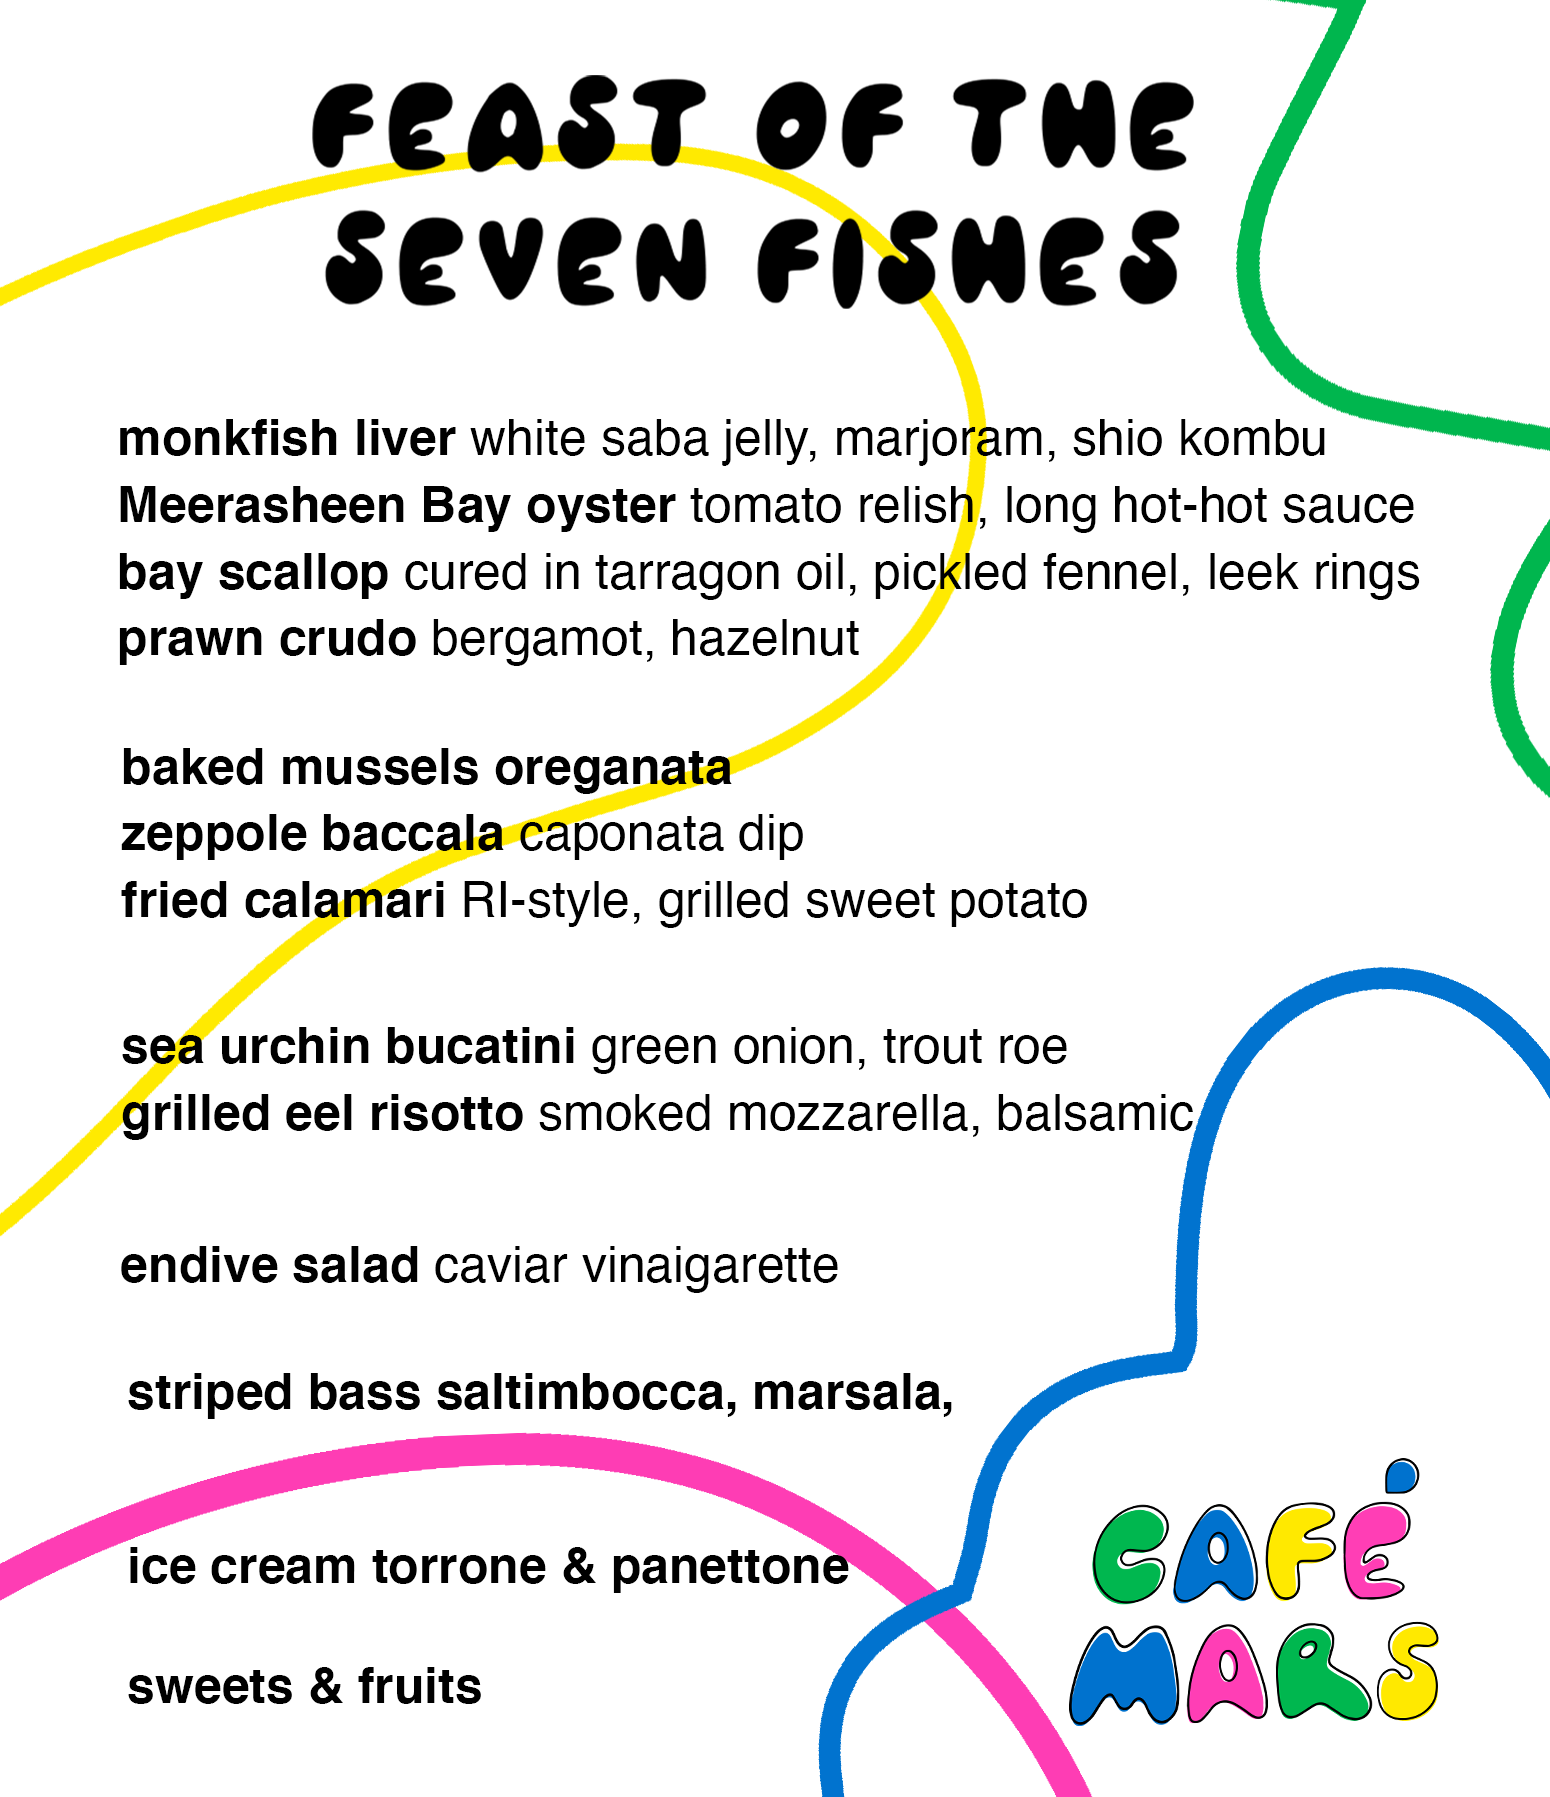 FEAST OF THE
SEVEN FISHES
monkfish liver white saba jelly, marjoram, shio kombu
Meerasheen Bay oyster tomato relish, long hot-hot sauce
bay scallop cured in tarragon oil, pickled fennel, leek rings
prawn crudo bergamot, hazelnut
baked mussels oreganata
zeppole baccala caponata dip
fried calamari RI-style, grilled sweet potato
sea urchin bucatini green onion, trout roe
grilled eel risotto smoked mozzarella, balsamic
endive salad caviar vinaigarette
striped bass saltimbocca, marsala,
ice cream torrone & panettone
sweets & fruits
CAFÉ
MARS